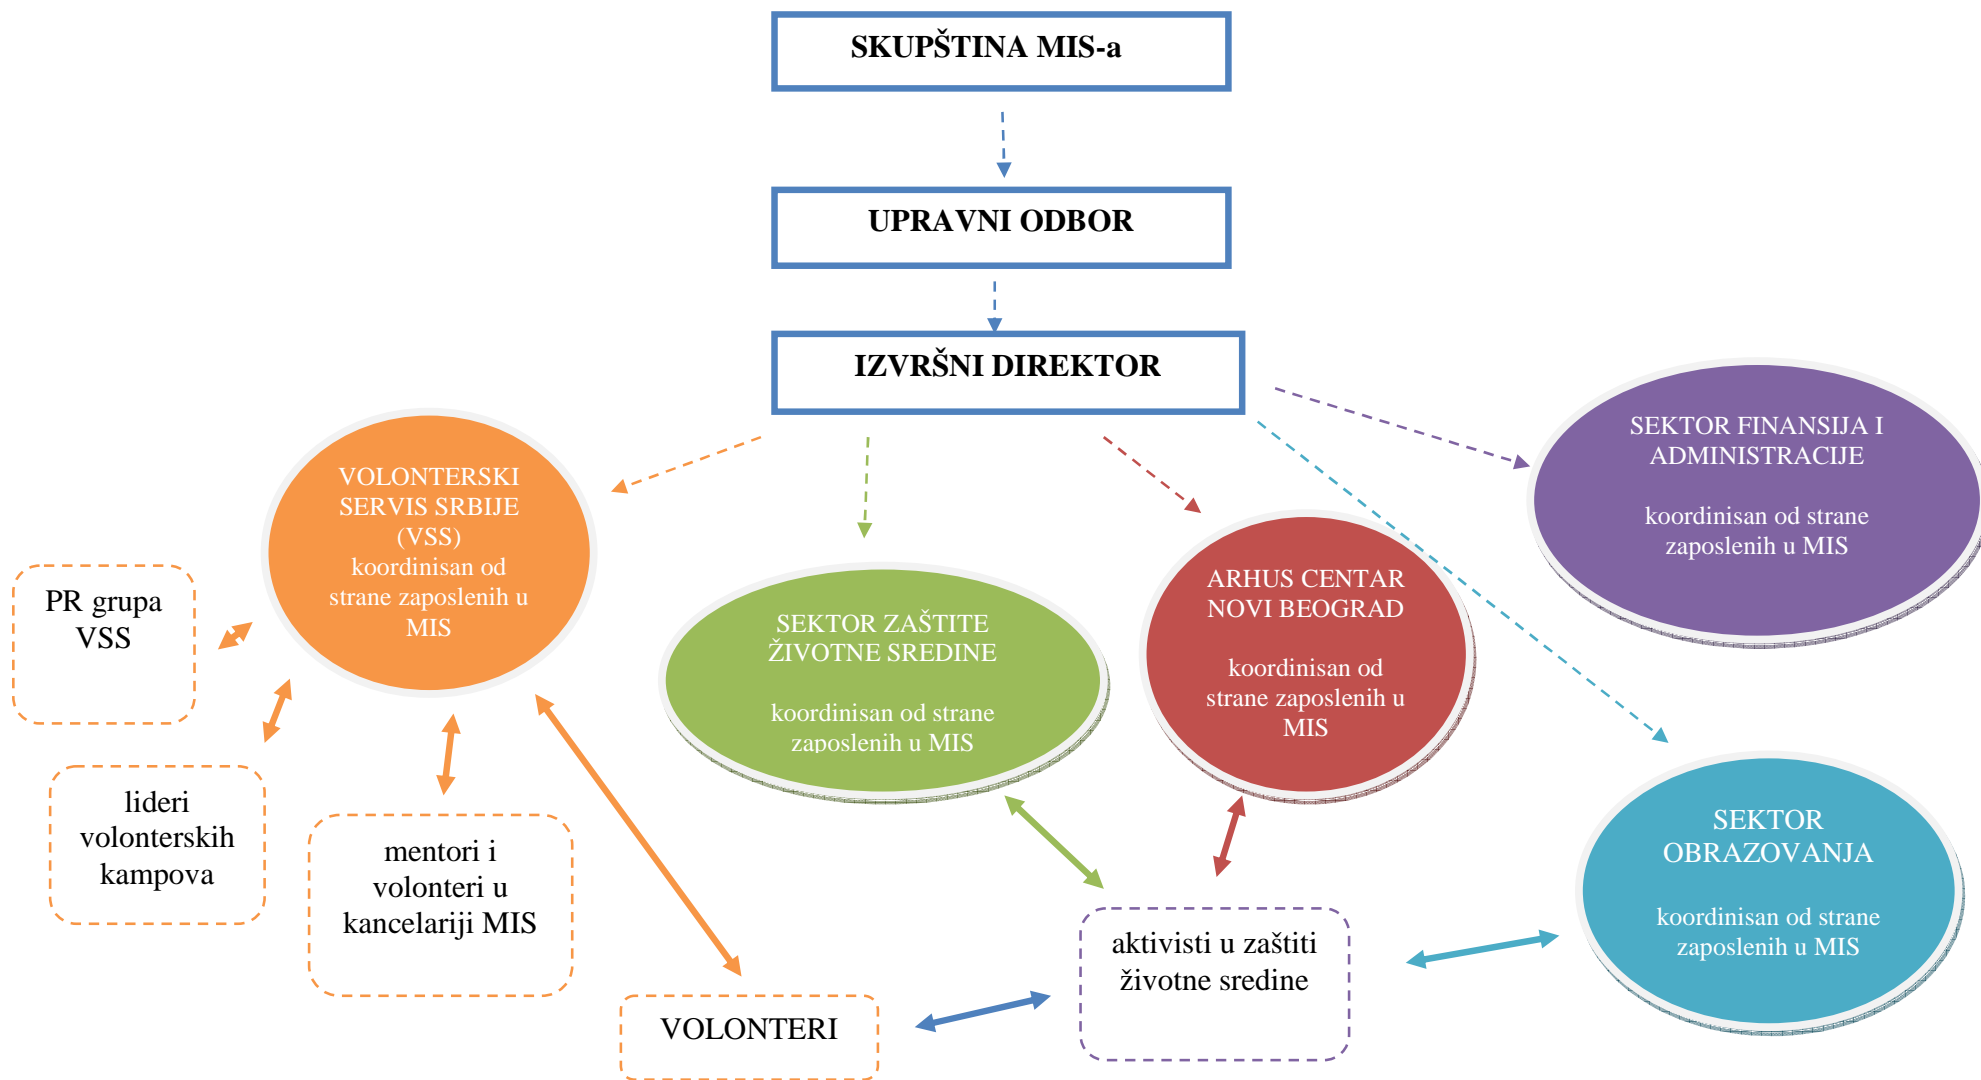 SKUPŠTINA MIS-a
UPRAVNI ODBOR
IZVRŠNI DIREKTOR
SEKTOR FINANSIJA I
ADMINISTRACIJE
koordinisan od strane
zaposlenih u MIS
VOLONTERSKI
SERVIS SRBIJE
(VSS)
koordinisan od
strane zaposlenih u
MIS
PR grupa
VSS
SEKTOR ZAŠTITE
ŽIVOTNE SREDINE
koordinisan od strane
zaposlenih u MIS
ARHUS CENTAR
NOVI BEOGRAD
koordinisan od
strane zaposlenih u
MIS
lideri
volonterskih
kampova
mentori i
volonteri u
kancelariji MIS
SEKTOR
OBRAZOVANJA
koordinisan od strane
zaposlenih u MIS
aktivisti u zaštiti
životne sredine
VOLONTERI